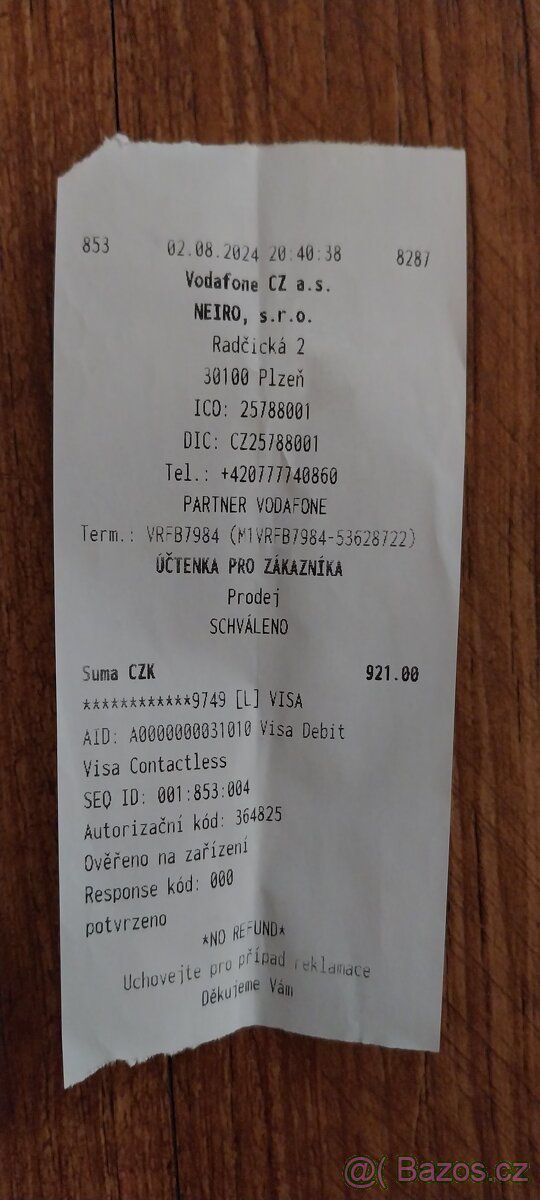 853 02.08.2024 20:40:38 8287
Vodafone CZ a.s.
NEIRO, s.r.o.
Radčická 2
30100 Plzeň
ICO: 25788001
DIC: CZ25788001
Tel.: +420777740860
PARTNER VODAFONE
Term.: VRFB7984 (M1VRFB7984-53628722)
ÚČTENKA PRO ZÁKAZNÍKA
Prodej
SCHVÁLENO
Suma CZK 921.00
************9749 [L] VISA
AID: A0000000031010 Visa Debit
Visa Contactless
SEQ ID: 001:853:004
Autorizační kód: 364825
Ověřeno na zařízení
Response kód: 000
potvrzeno
*NO REFUND*
Uchovejte pro případ reklamace
Děkujeme Vám
@( Bazos.cz